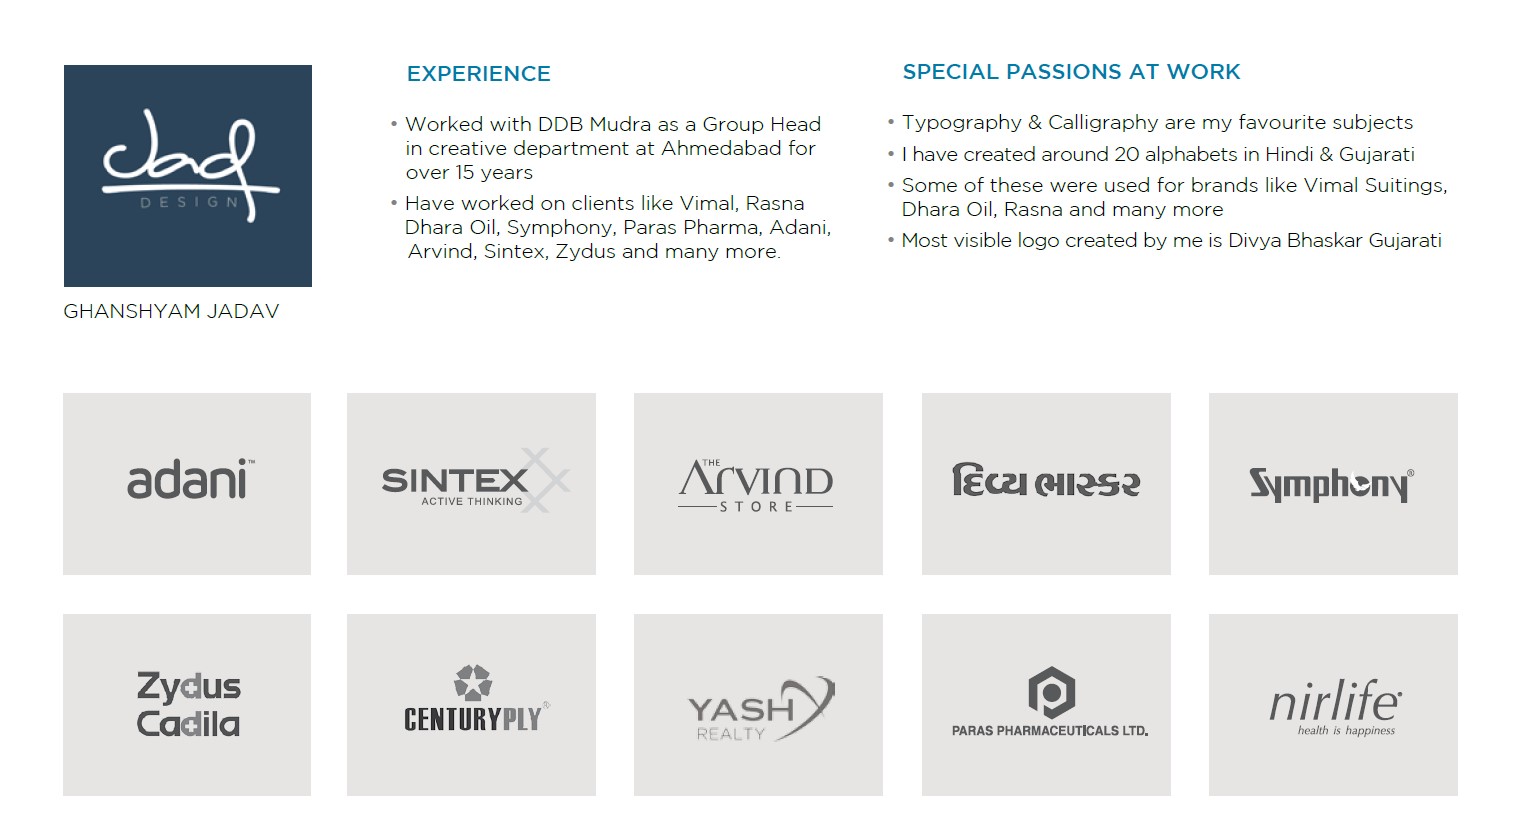 Jad
DESIGN
GHANSHYAM JADAV
EXPERIENCE
• Worked with DDB Mudra as a Group Head
in creative department at Ahmedabad for
over 15 years
• Have worked on clients like Vimal, Rasna
Dhara Oil, Symphony, Paras Pharma, Adani,
Arvind, Sintex, Zydus and many more.
SPECIAL PASSIONS AT WORK
• Typography & Calligraphy are my favourite subjects
• I have created around 20 alphabets in Hindi & Gujarati
• Some of these were used for brands like Vimal Suitings,
Dhara Oil, Rasna and many more
• Most visible logo created by me is Divya Bhaskar Gujarati
adani™
SINTEX
ACTIVE THINKING
THE
ArVIND
STORE
દિવ્ય ભાસ્કર
Symphony®
Zydus
Cadila
CENTURYPLY®
YASH
REALTY
PARAS PHARMACEUTICALS LTD.
nirlife
health is happiness